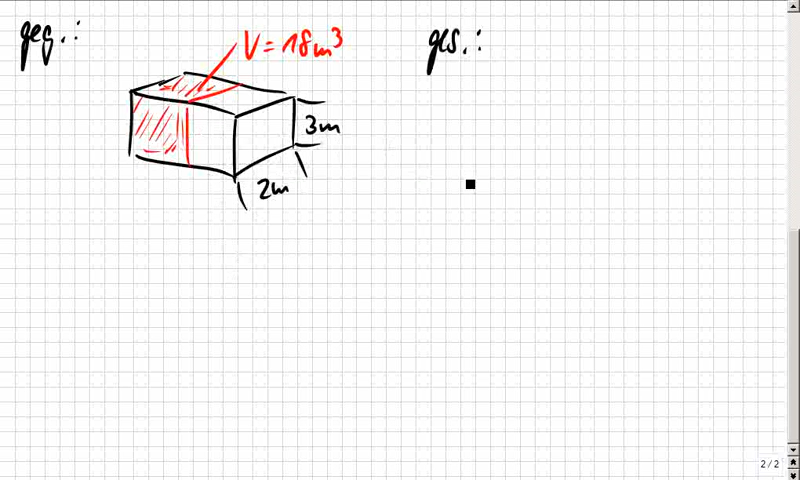 geg.:
V = 18m³
ges.:
3m
2m
2/2